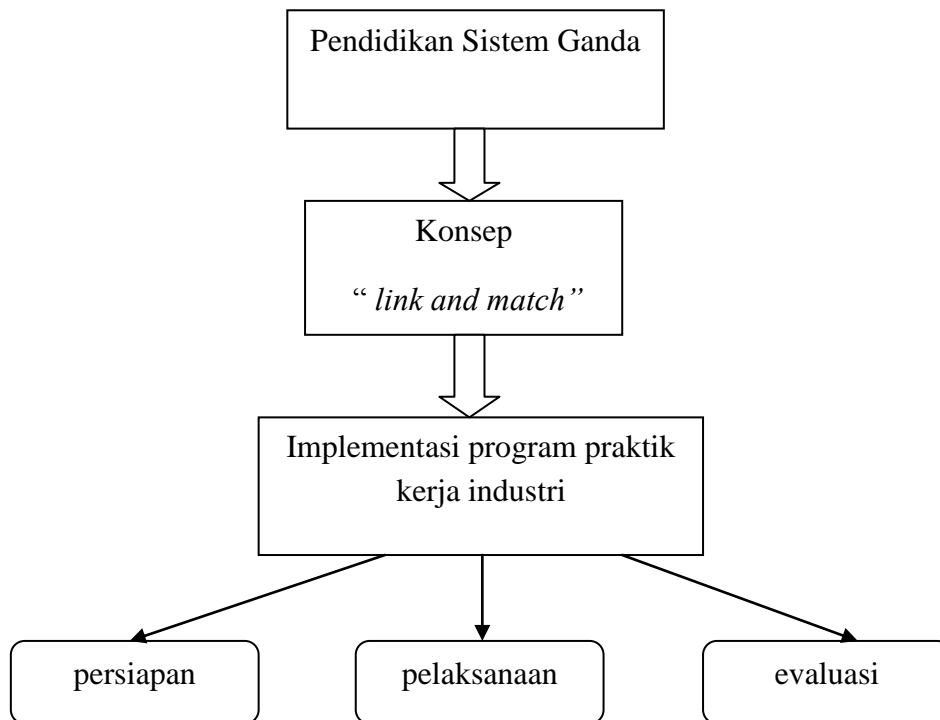 Pendidikan Sistem Ganda
Konsep
“ link and match”
Implementasi program praktik
kerja industri
persiapan
pelaksanaan
evaluasi